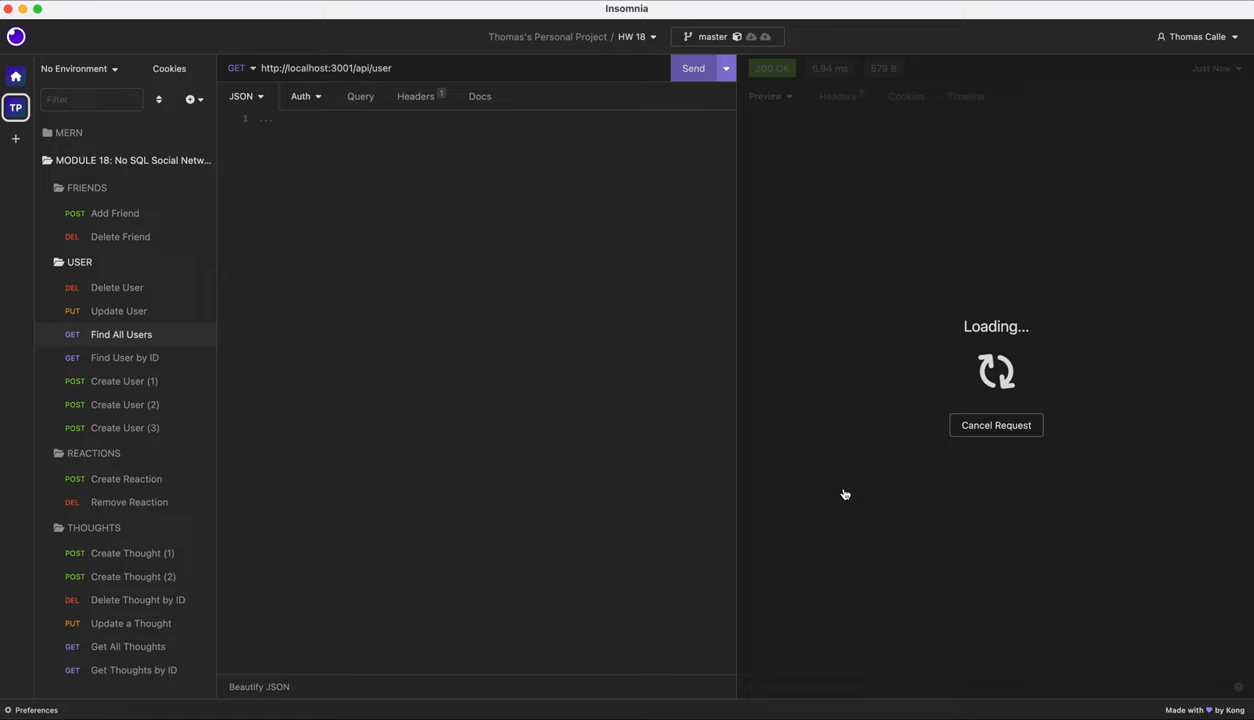 Insomnia
Thomas's Personal Project / HW 18
master
Thomas Calle
No Environment
Cookies
GET http://localhost:3001/api/user
Send
200 OK
6.94 ms
579 B
Just Now
TP
Filter
JSON
Auth
Query
Headers 1
Docs
Preview
Headers 7
Cookies
Timeline
1 ...
MERN
MODULE 18: No SQL Social Netw...
FRIENDS
POST Add Friend
DEL Delete Friend
USER
DEL Delete User
PUT Update User
GET Find All Users
GET Find User by ID
POST Create User (1)
POST Create User (2)
POST Create User (3)
REACTIONS
POST Create Reaction
DEL Remove Reaction
THOUGHTS
POST Create Thought (1)
POST Create Thought (2)
DEL Delete Thought by ID
PUT Update a Thought
GET Get All Thoughts
GET Get Thoughts by ID
Loading...
Cancel Request
Beautify JSON
Preferences
Made with 💜 by Kong